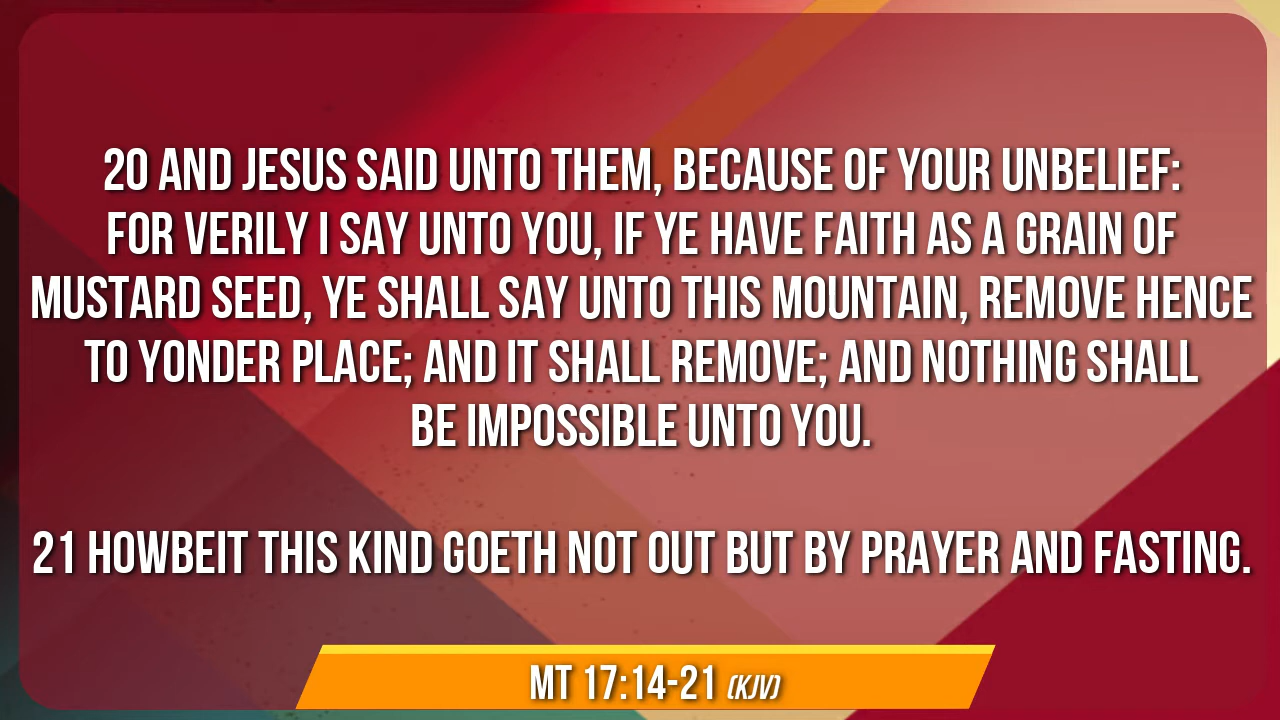 20 AND JESUS SAID UNTO THEM, BECAUSE OF YOUR UNBELIEF:
FOR VERILY I SAY UNTO YOU, IF YE HAVE FAITH AS A GRAIN OF
MUSTARD SEED, YE SHALL SAY UNTO THIS MOUNTAIN, REMOVE HENCE
TO YONDER PLACE; AND IT SHALL REMOVE; AND NOTHING SHALL
BE IMPOSSIBLE UNTO YOU.
21 HOWBEIT THIS KIND GOETH NOT OUT BUT BY PRAYER AND FASTING.
MT 17:14-21 (KJV)